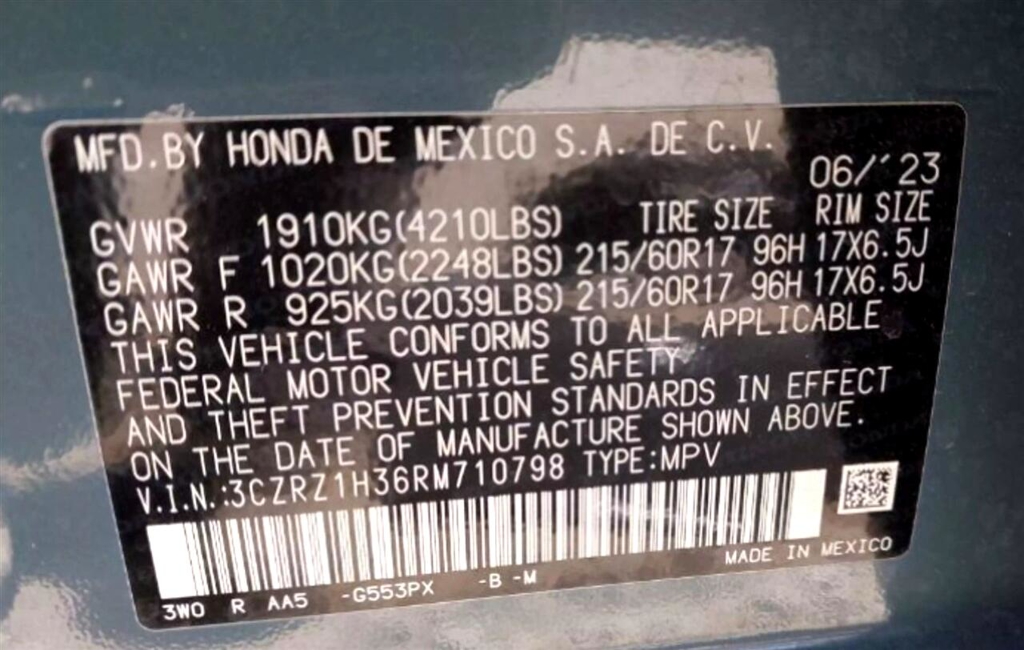 MFD.BY HONDA DE MEXICO S.A. DE C.V.
06/'23
GVWR 1910KG(4210LBS) TIRE SIZE RIM SIZE
GAWR F 1020KG(2248LBS) 215/60R17 96H 17X6.5J
GAWR R 925KG(2039LBS) 215/60R17 96H 17X6.5J
THIS VEHICLE CONFORMS TO ALL APPLICABLE
FEDERAL MOTOR VEHICLE SAFETY
AND THEFT PREVENTION STANDARDS IN EFFECT
ON THE DATE OF MANUFACTURE SHOWN ABOVE.
V.I.N.:3CZRZ1H36RM710798 TYPE:MPV
MADE IN MEXICO
3WO R AA5 -G553PX -B -M